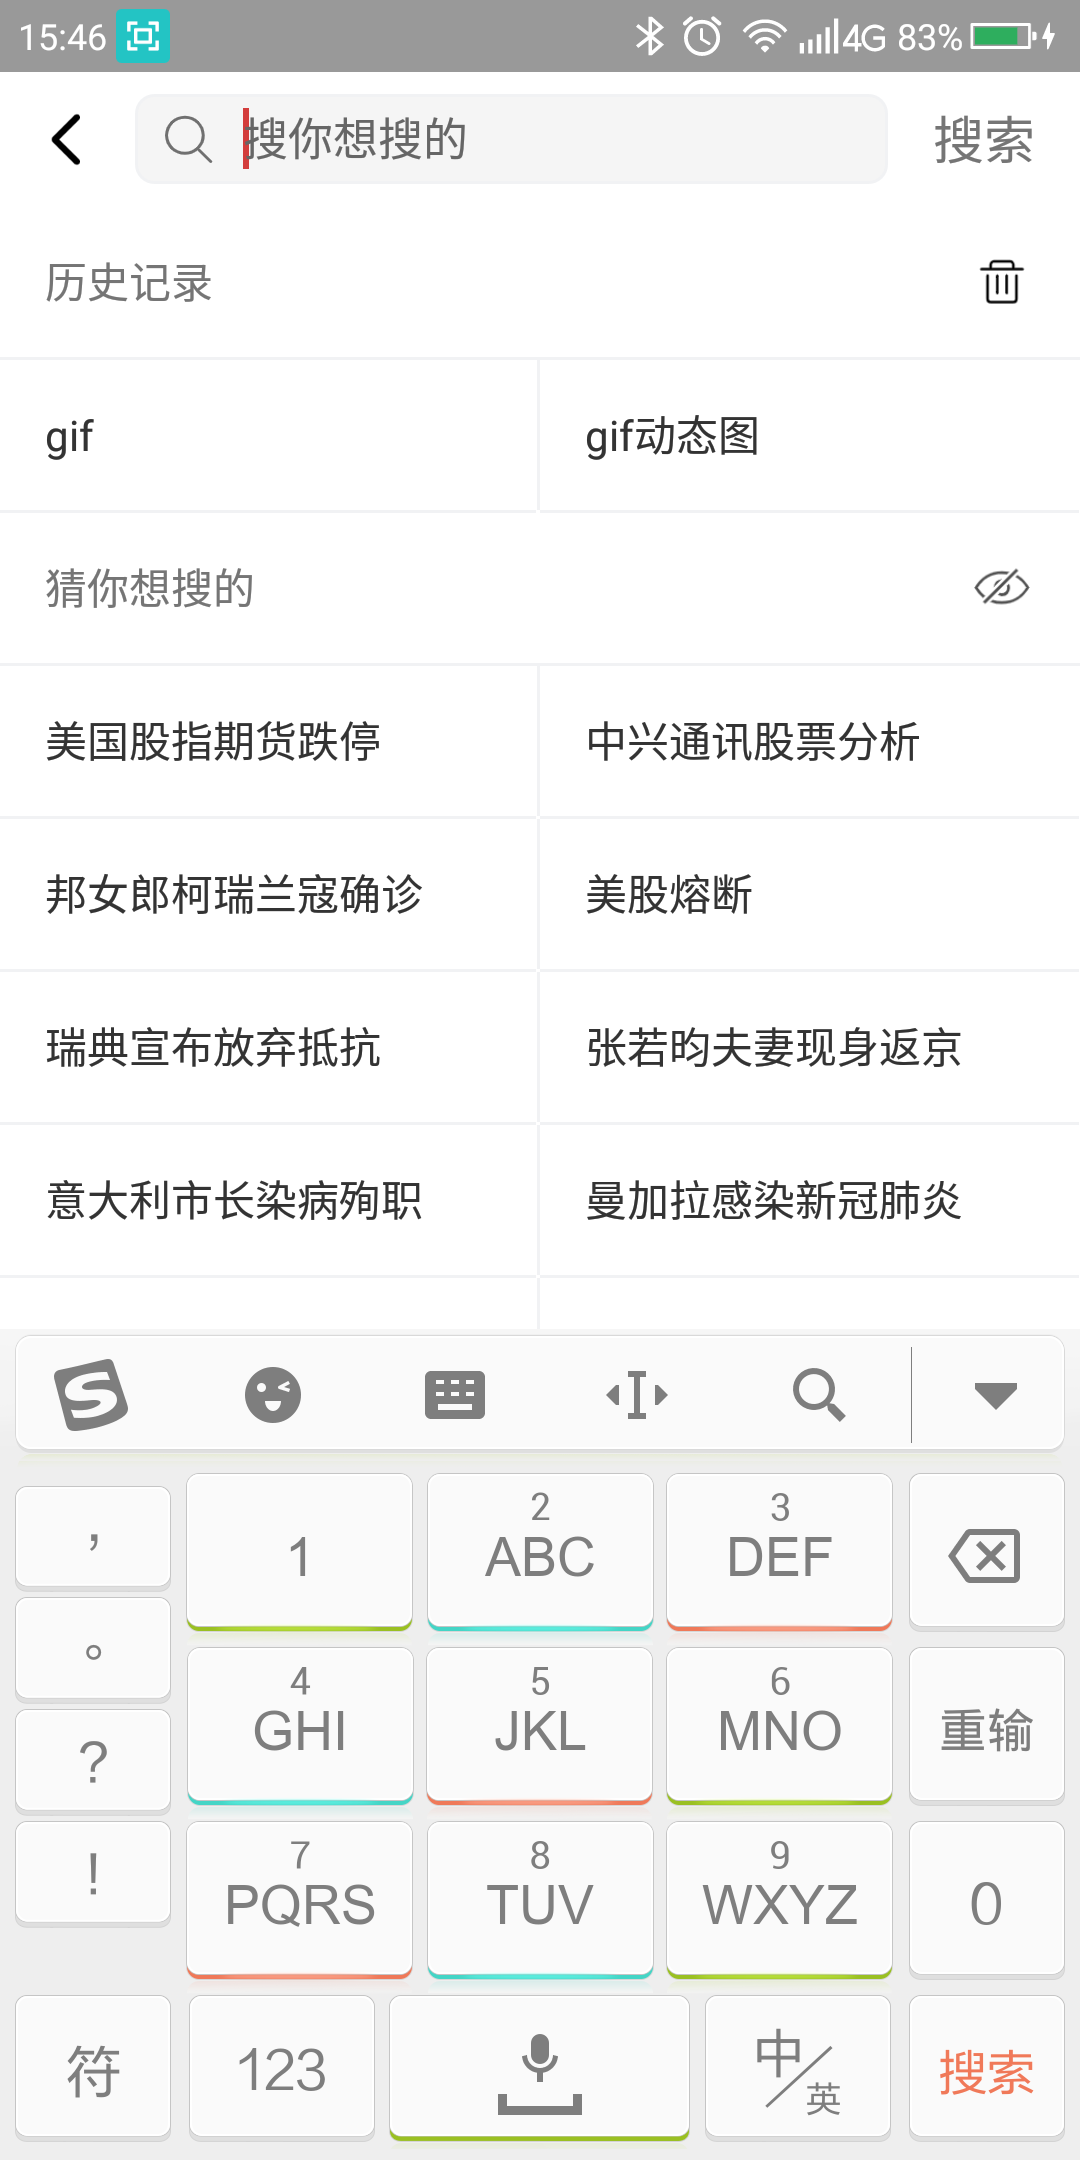 15:46 4G 83%
搜你想搜的 搜索
历史记录
gif gif动态图
猜你想搜的
美国股指期货跌停 中兴通讯股票分析
邦女郎柯瑞兰寇确诊 美股熔断
瑞典宣布放弃抵抗 张若昀夫妻现身返京
意大利市长染病殉职 曼加拉感染新冠肺炎
S
， 1 2 ABC 3 DEF
。
4 GHI 5 JKL 6 MNO 重输
?
! 7 PQRS 8 TUV 9 WXYZ 0
符 123 中/英 搜索